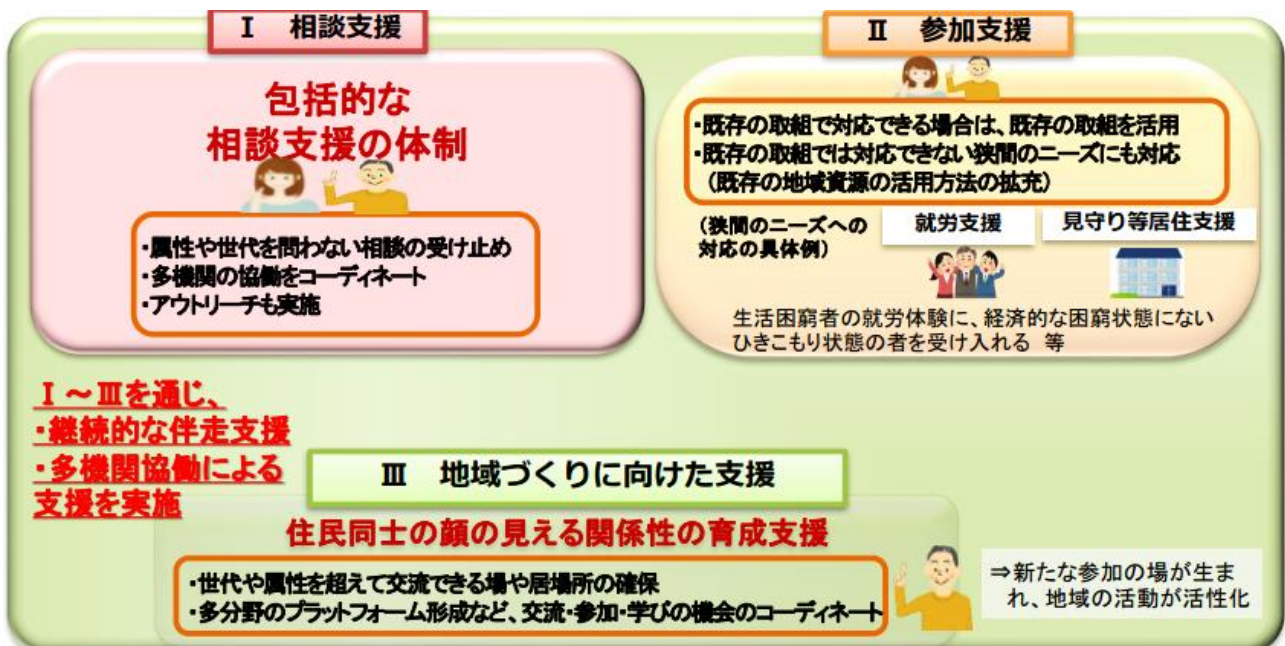 Ⅰ 相談支援
包括的な
相談支援の体制
・属性や世代を問わない相談の受け止め
・多機関の協働をコーディネート
・アウトリーチも実施
Ⅱ 参加支援
・既存の取組で対応できる場合は、既存の取組を活用
・既存の取組では対応できない狭間のニーズにも対応
（既存の地域資源の活用方法の拡充）
（狭間のニーズへの
対応の具体例）
就労支援
見守り等居住支援
生活困窮者の就労体験に、経済的な困窮状態にない
ひきこもり状態の者を受け入れる 等
Ⅰ～Ⅲを通じ、
・継続的な伴走支援
・多機関協働による
支援を実施
Ⅲ 地域づくりに向けた支援
住民同士の顔の見える関係性の育成支援
・世代や属性を超えて交流できる場や居場所の確保
・多分野のプラットフォーム形成など、交流・参加・学びの機会のコーディネート
⇒新たな参加の場が生ま
れ、地域の活動が活性化